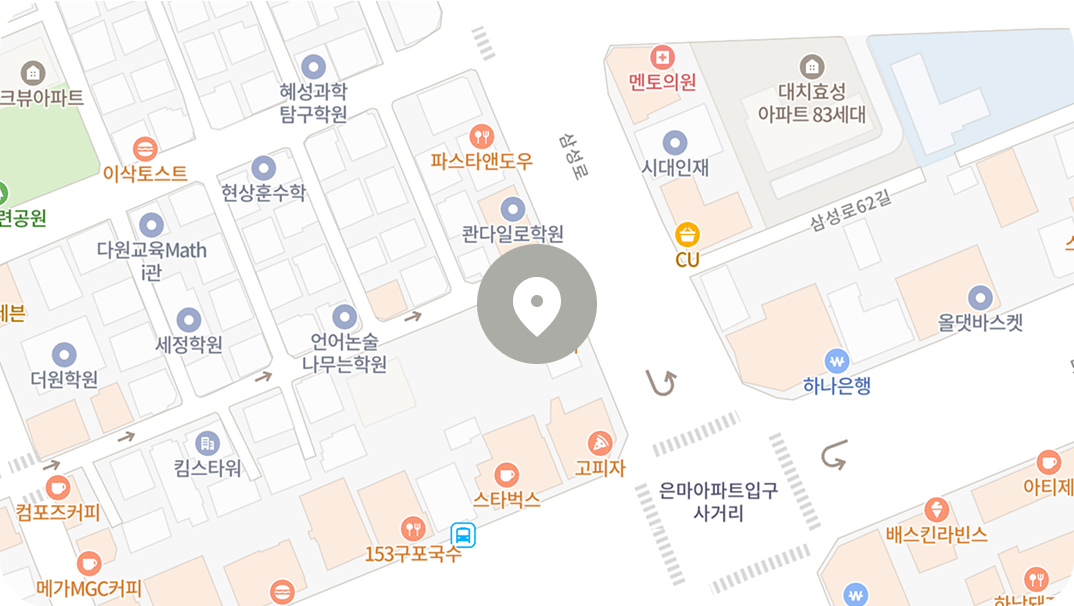 멘토의원
대치효성
아파트 83세대
크뷰아파트
혜성과학
탐구학원
이삭토스트
파스타앤도우
삼성로
시대인재
현상훈수학
련공원
다원교육Math
i관
콴다일로학원
삼성로62길
CU
세븐
세정학원
언어논술
나무는학원
올댓바스켓
더원학원
하나은행
킴스타워
고피자
스타벅스
은마아파트입구
사거리
아티제
컴포즈커피
배스킨라빈스
153구포국수
메가MGC커피